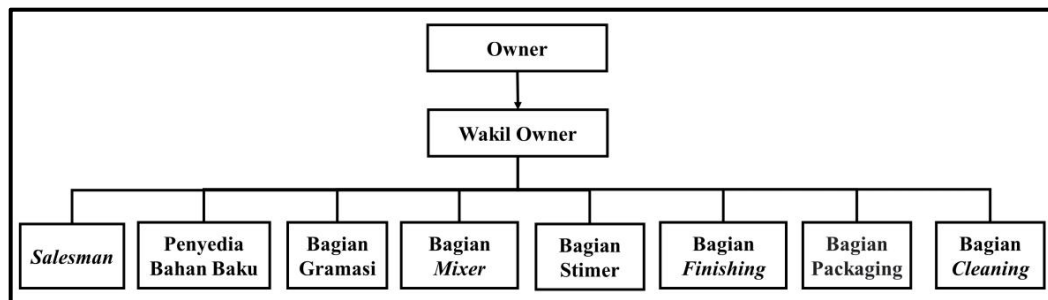 Owner
Wakil Owner
Salesman
Penyedia
Bahan Baku
Bagian
Gramasi
Bagian
Mixer
Bagian
Stimer
Bagian
Finishing
Bagian
Packaging
Bagian
Cleaning